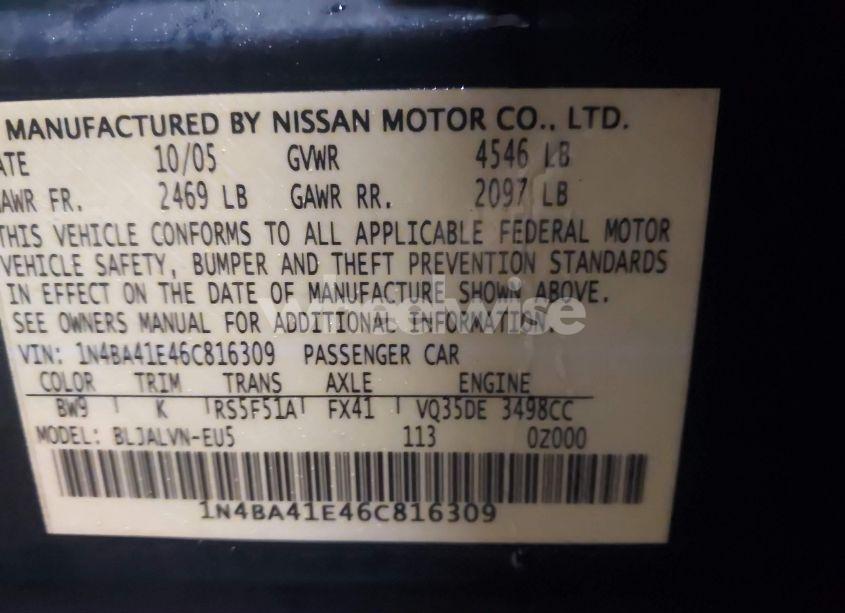 MANUFACTURED BY NISSAN MOTOR CO., LTD.
ATE 10/05 GVWR 4546 LB
AWR FR. 2469 LB GAWR RR. 2097 LB
THIS VEHICLE CONFORMS TO ALL APPLICABLE FEDERAL MOTOR
VEHICLE SAFETY, BUMPER AND THEFT PREVENTION STANDARDS
IN EFFECT ON THE DATE OF MANUFACTURE SHOWN ABOVE.
SEE OWNERS MANUAL FOR ADDITIONAL INFORMATION.
VIN: 1N4BA41E46C816309 PASSENGER CAR
COLOR TRIM TRANS AXLE ENGINE
BW9 K RS5F51A FX41 VQ35DE 3498CC
MODEL: BLJALVN-EU5 113 0Z000
1N4BA41E46C816309